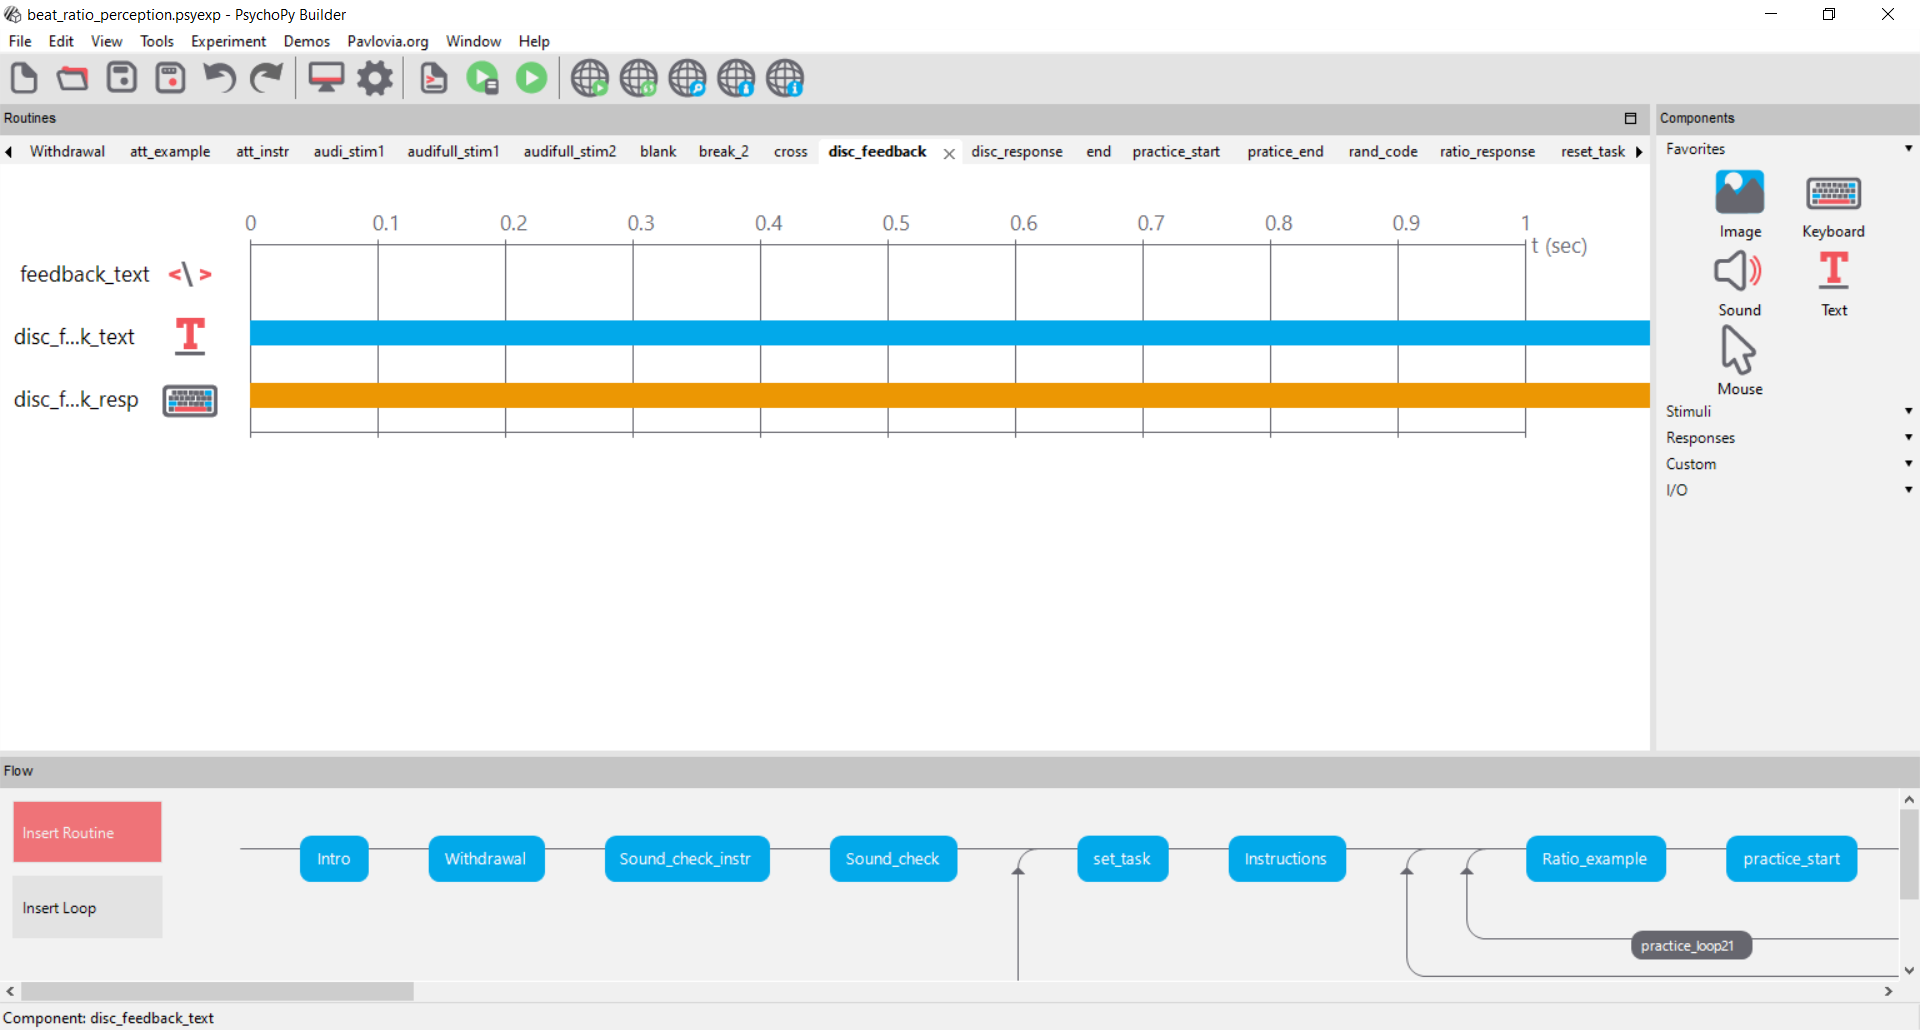 beat_ratio_perception.psyexp - PsychoPy Builder
File Edit View Tools Experiment Demos Pavlovia.org Window Help
Routines
Components
Withdrawal att_example att_instr audi_stim1 audifull_stim1 audifull_stim2 blank break_2 cross disc_feedback disc_response end practice_start pratice_end rand_code ratio_response reset_task
Favorites
Image Keyboard
Sound Text
Mouse
Stimuli
Responses
Custom
I/O
0 0.1 0.2 0.3 0.4 0.5 0.6 0.7 0.8 0.9 1
t (sec)
feedback_text
disc_f...k_text
disc_f...k_resp
Flow
Insert Routine
Insert Loop
Intro Withdrawal Sound_check_instr Sound_check set_task Instructions Ratio_example practice_start
practice_loop21
Component: disc_feedback_text